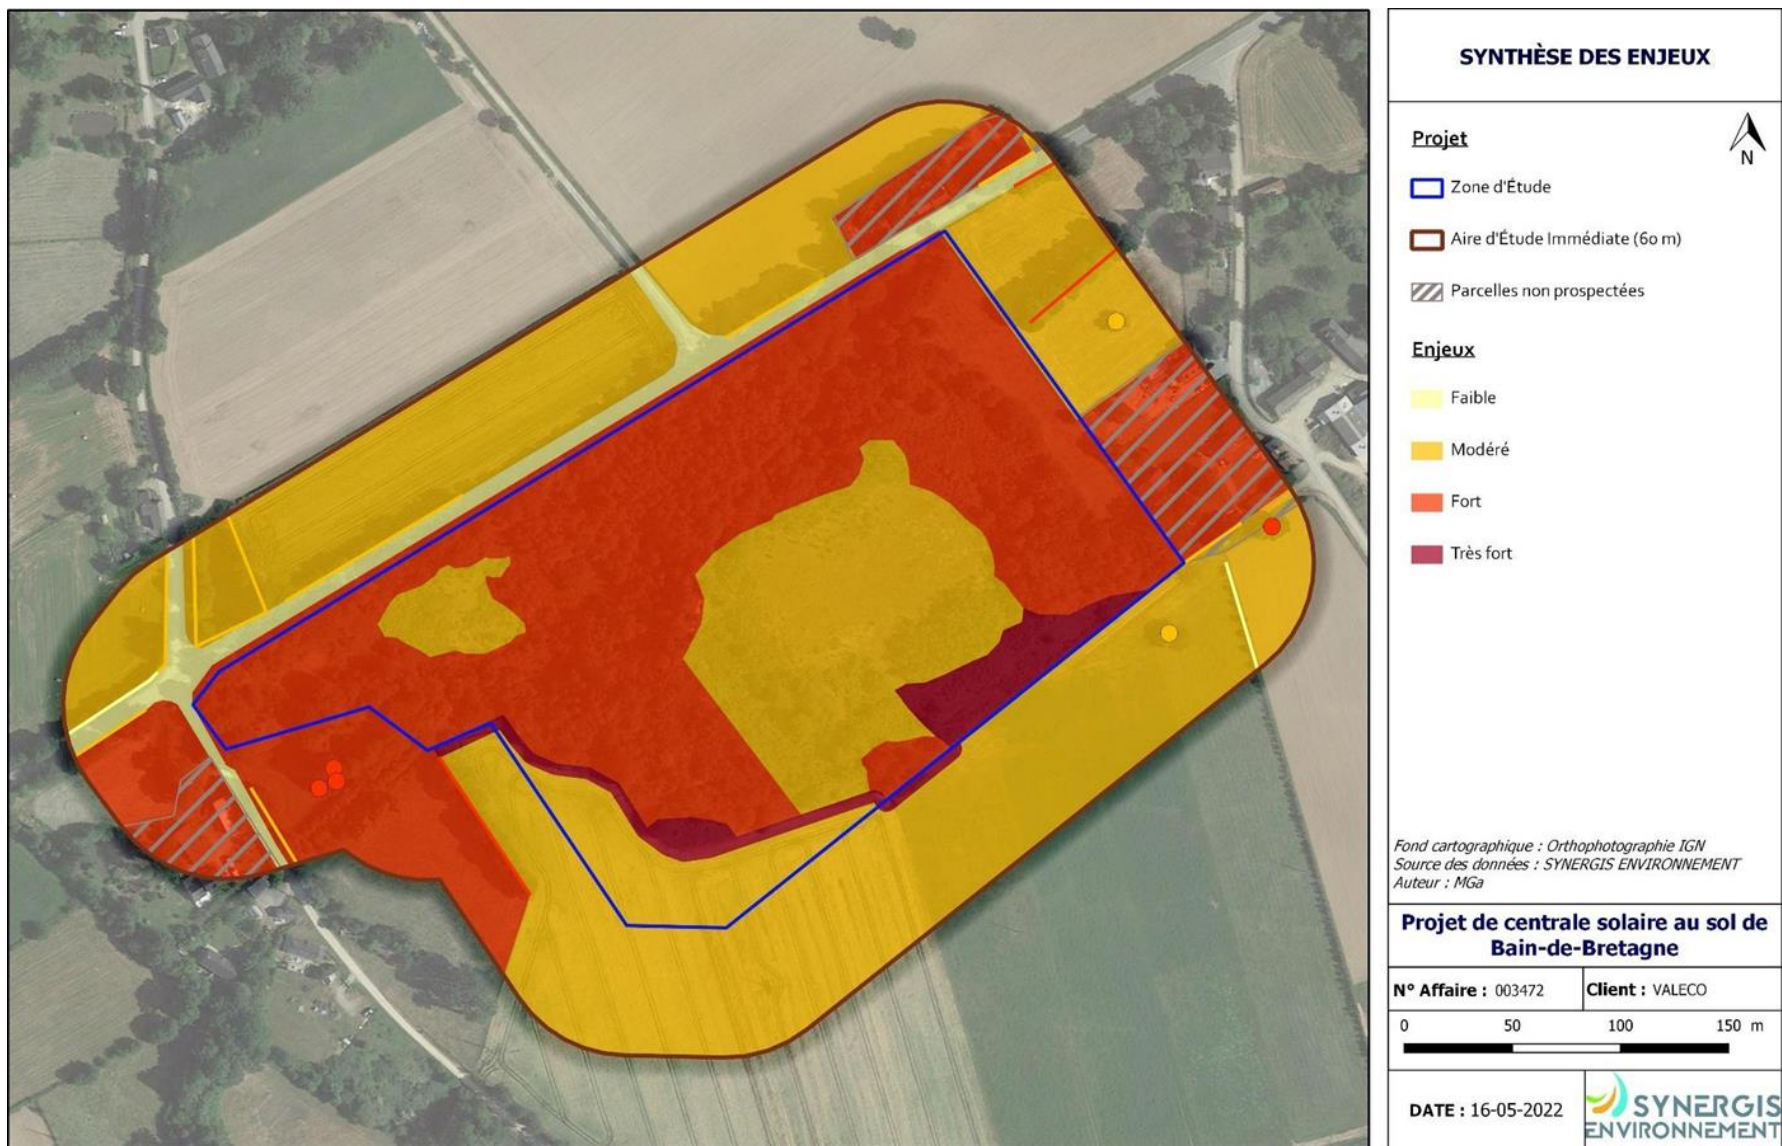 SYNTHÈSE DES ENJEUX
Projet
N
Zone d'Étude
Aire d'Étude Immédiate (60 m)
Parcelles non prospectées
Enjeux
Faible
Modéré
Fort
Très fort
Fond cartographique : Orthophotographie IGN
Source des données : SYNERGIS ENVIRONNEMENT
Auteur : MGa
Projet de centrale solaire au sol de
Bain-de-Bretagne
N° Affaire : 003472
Client : VALECO
0 50 100 150 m
DATE : 16-05-2022
SYNERGIS
ENVIRONNEMENT